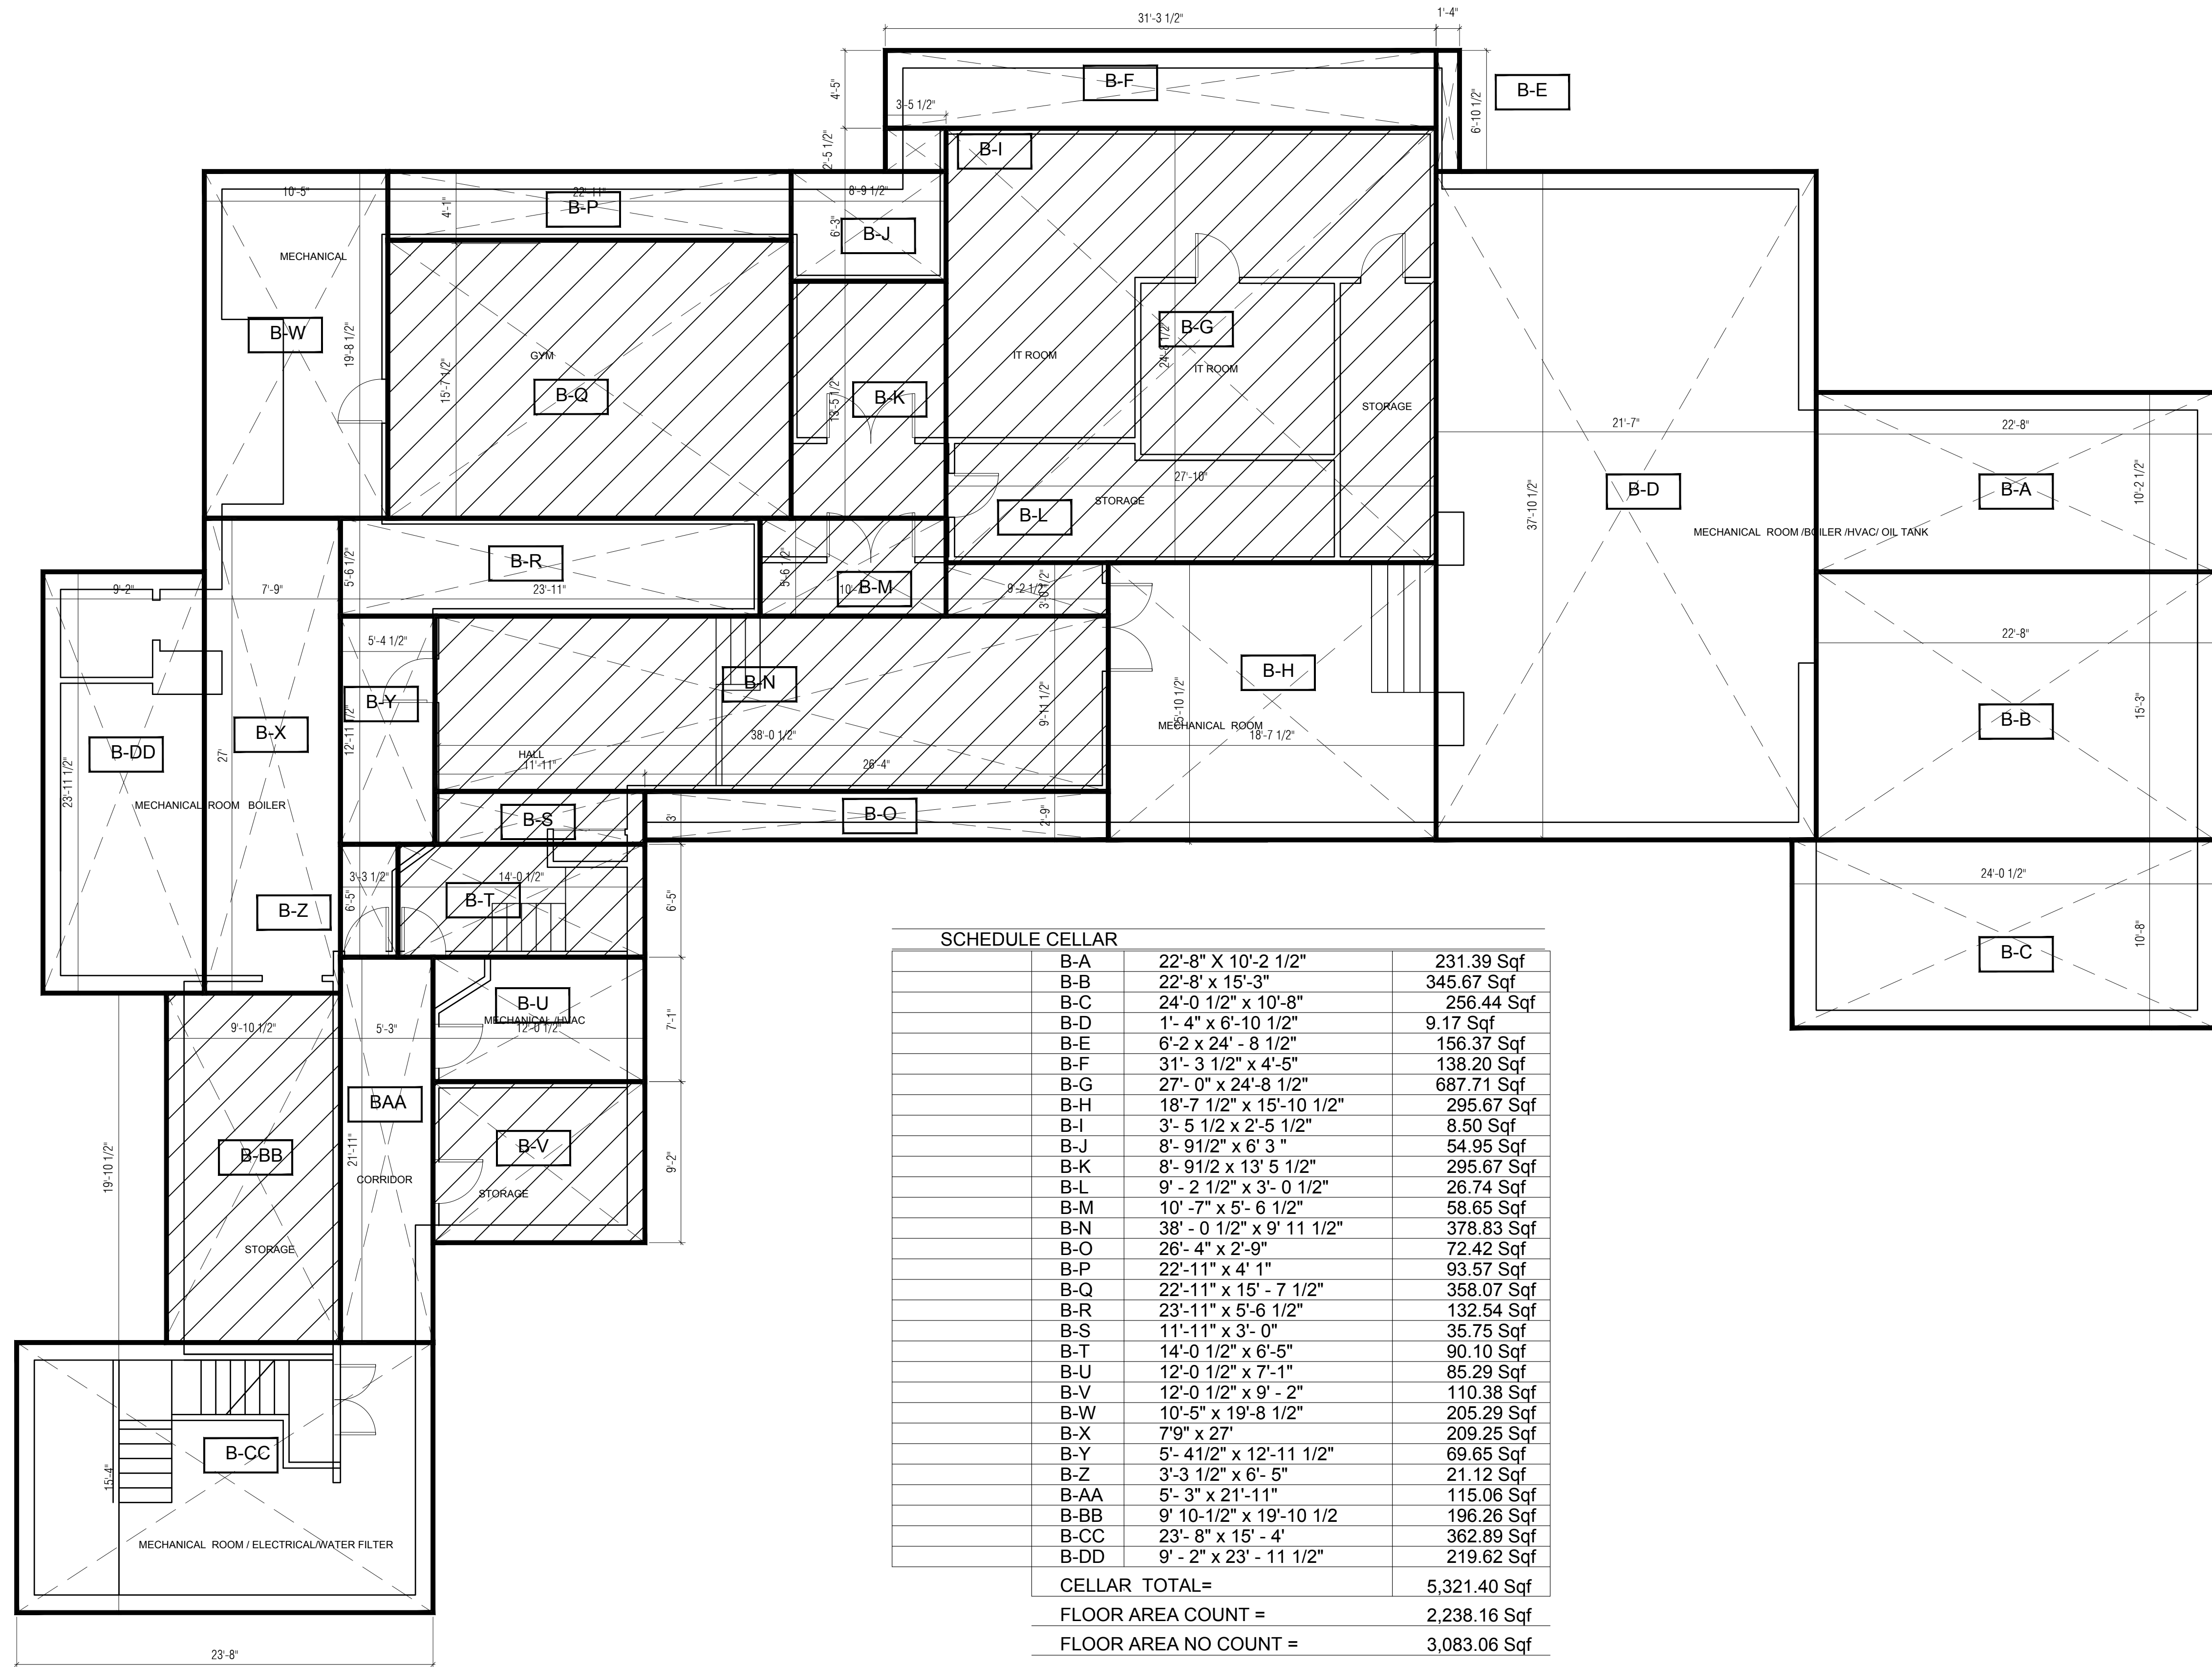 31'-3 1/2"
1'-4"
B-F
B-E
4'-5"
6'-10 1/2"
3'-5 1/2"
2'-5 1/2"
B-I
10'-5"
22'-11"
8'-9 1/2"
4'-1"
B-P
6'-3"
B-J
MECHANICAL
B-W
19'-8 1/2"
15'-7 1/2"
GYM
B-Q
13'-5 1/2"
B-K
IT ROOM
B-G
24'-8 1/2"
IT ROOM
STORAGE
21'-7"
22'-8"
27'-10"
STORAGE
B-L
B-D
B-A
10'-2 1/2"
37'-10 1/2"
MECHANICAL ROOM /BOILER /HVAC/ OIL TANK
5'-6 1/2"
B-R
5'-6 1/2"
B-M
9'-2"
7'-9"
23'-11"
10'-7"
9'-2 1/2"
3'-0 1/2"
5'-4 1/2"
22'-8"
B-N
B-H
B-Y
9'-11 1/2"
15'-10 1/2"
15'-3"
B-B
B-X
12'-11 1/2"
MECHANICAL ROOM
38'-0 1/2"
18'-7 1/2"
B-DD
27'
HALL
11'-11"
26'-4"
23'-11 1/2"
MECHANICAL ROOM BOILER
B-S
3'
B-O
2'-9"
3'-3 1/2"
14'-0 1/2"
24'-0 1/2"
B-Z
6'-5"
B-T
6'-5"
10'-8"
B-C
B-U
MECHANICAL /HVAC
9'-10 1/2"
5'-3"
12'-0 1/2"
7'-1"
BAA
B-BB
19'-10 1/2"
21'-11"
B-V
9'-2"
CORRIDOR
STORAGE
STORAGE
B-CC
15'-4"
MECHANICAL ROOM / ELECTRICAL/WATER FILTER
23'-8"
SCHEDULE CELLAR
B-A 22'-8" X 10'-2 1/2" 231.39 Sqf
B-B 22'-8' x 15'-3" 345.67 Sqf
B-C 24'-0 1/2" x 10'-8" 256.44 Sqf
B-D 1'- 4" x 6'-10 1/2" 9.17 Sqf
B-E 6'-2 x 24' - 8 1/2" 156.37 Sqf
B-F 31'- 3 1/2" x 4'-5" 138.20 Sqf
B-G 27'- 0" x 24'-8 1/2" 687.71 Sqf
B-H 18'-7 1/2" x 15'-10 1/2" 295.67 Sqf
B-I 3'- 5 1/2 x 2'-5 1/2" 8.50 Sqf
B-J 8'- 91/2" x 6' 3 " 54.95 Sqf
B-K 8'- 91/2 x 13' 5 1/2" 295.67 Sqf
B-L 9' - 2 1/2" x 3'- 0 1/2" 26.74 Sqf
B-M 10' -7" x 5'- 6 1/2" 58.65 Sqf
B-N 38' - 0 1/2" x 9' 11 1/2" 378.83 Sqf
B-O 26'- 4" x 2'-9" 72.42 Sqf
B-P 22'-11" x 4' 1" 93.57 Sqf
B-Q 22'-11" x 15' - 7 1/2" 358.07 Sqf
B-R 23'-11" x 5'-6 1/2" 132.54 Sqf
B-S 11'-11" x 3'- 0" 35.75 Sqf
B-T 14'-0 1/2" x 6'-5" 90.10 Sqf
B-U 12'-0 1/2" x 7'-1" 85.29 Sqf
B-V 12'-0 1/2" x 9' - 2" 110.38 Sqf
B-W 10'-5" x 19'-8 1/2" 205.29 Sqf
B-X 7'9" x 27' 209.25 Sqf
B-Y 5'- 41/2" x 12'-11 1/2" 69.65 Sqf
B-Z 3'-3 1/2" x 6'- 5" 21.12 Sqf
B-AA 5'- 3" x 21'-11" 115.06 Sqf
B-BB 9' 10-1/2" x 19'-10 1/2 196.26 Sqf
B-CC 23'- 8" x 15' - 4' 362.89 Sqf
B-DD 9' - 2" x 23' - 11 1/2" 219.62 Sqf
CELLAR TOTAL= 5,321.40 Sqf
FLOOR AREA COUNT = 2,238.16 Sqf
FLOOR AREA NO COUNT = 3,083.06 Sqf